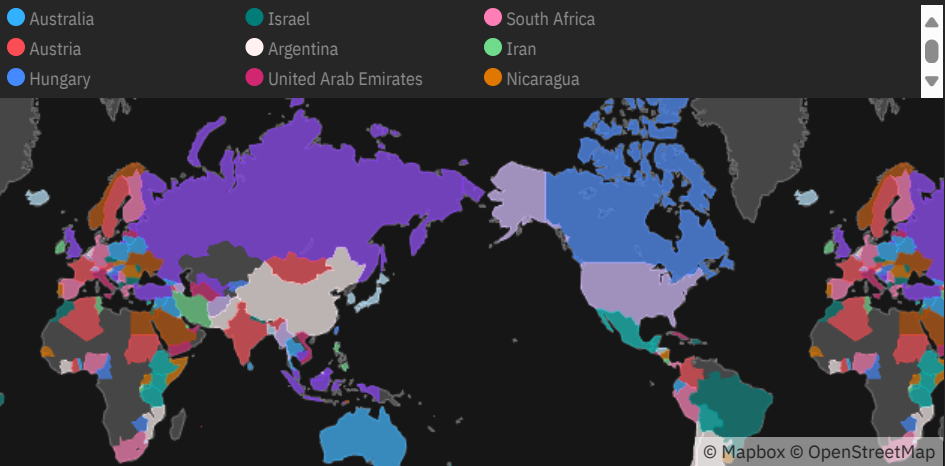 Australia Israel South Africa
Austria Argentina Iran
Hungary United Arab Emirates Nicaragua
© Mapbox © OpenStreetMap